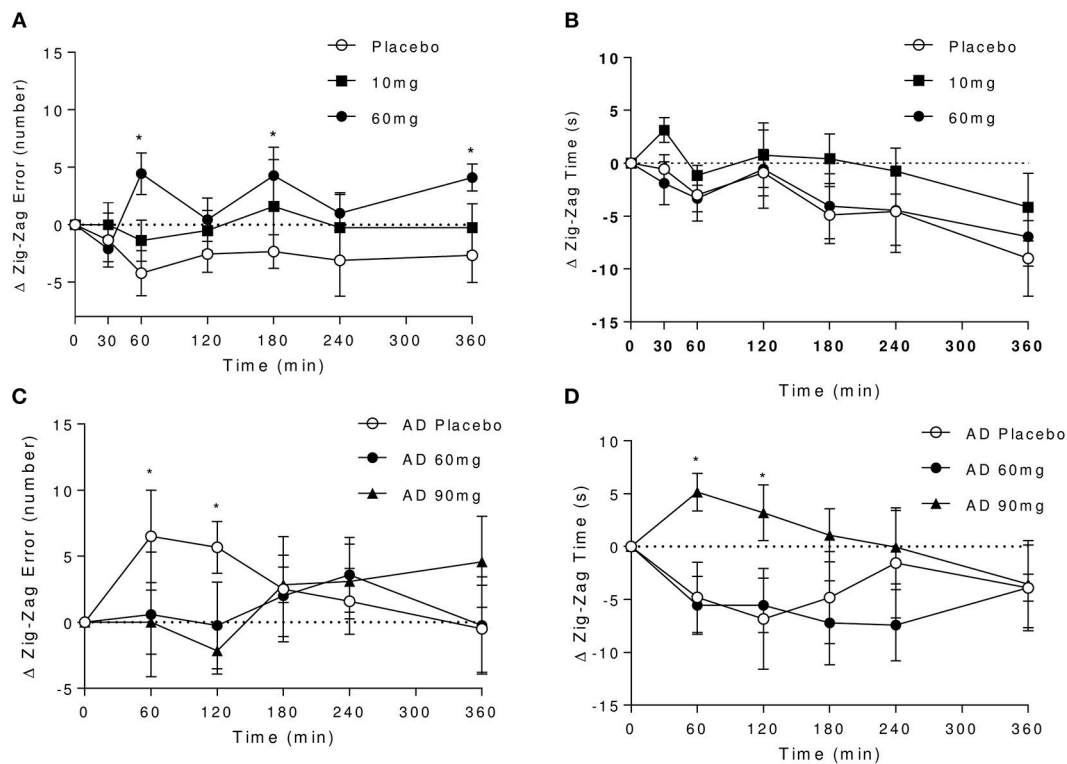 A
Placebo
10mg
60mg
Δ Zig-Zag Error (number)
15
10
5
0
-5
* * *
0 30 60 120 180 240 300 360
Time (min)
B
Placebo
10mg
60mg
Δ Zig-Zag Time (s)
10
5
0
-5
-10
-15
0 30 60 120 180 240 300 360
Time (min)
C
AD Placebo
AD 60mg
AD 90mg
Δ Zig-Zag Error (number)
15
10
5
0
-5
* *
0 60 120 180 240 300 360
Time (min)
D
AD Placebo
AD 60mg
AD 90mg
Δ Zig-Zag Time (s)
10
5
0
-5
-10
-15
* *
0 60 120 180 240 300 360
Time (min)